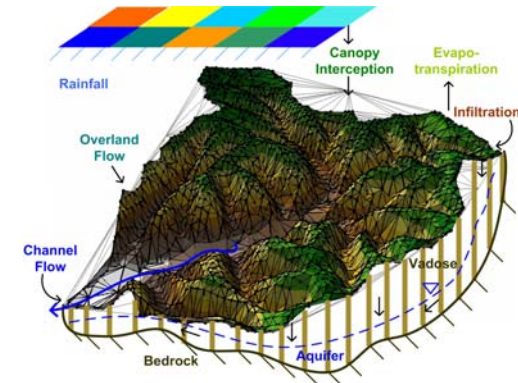 Rainfall
Canopy
Interception
Evapo-
transpiration
Infiltration
Overland
Flow
Channel
Flow
Vadose
Aquifer
Bedrock